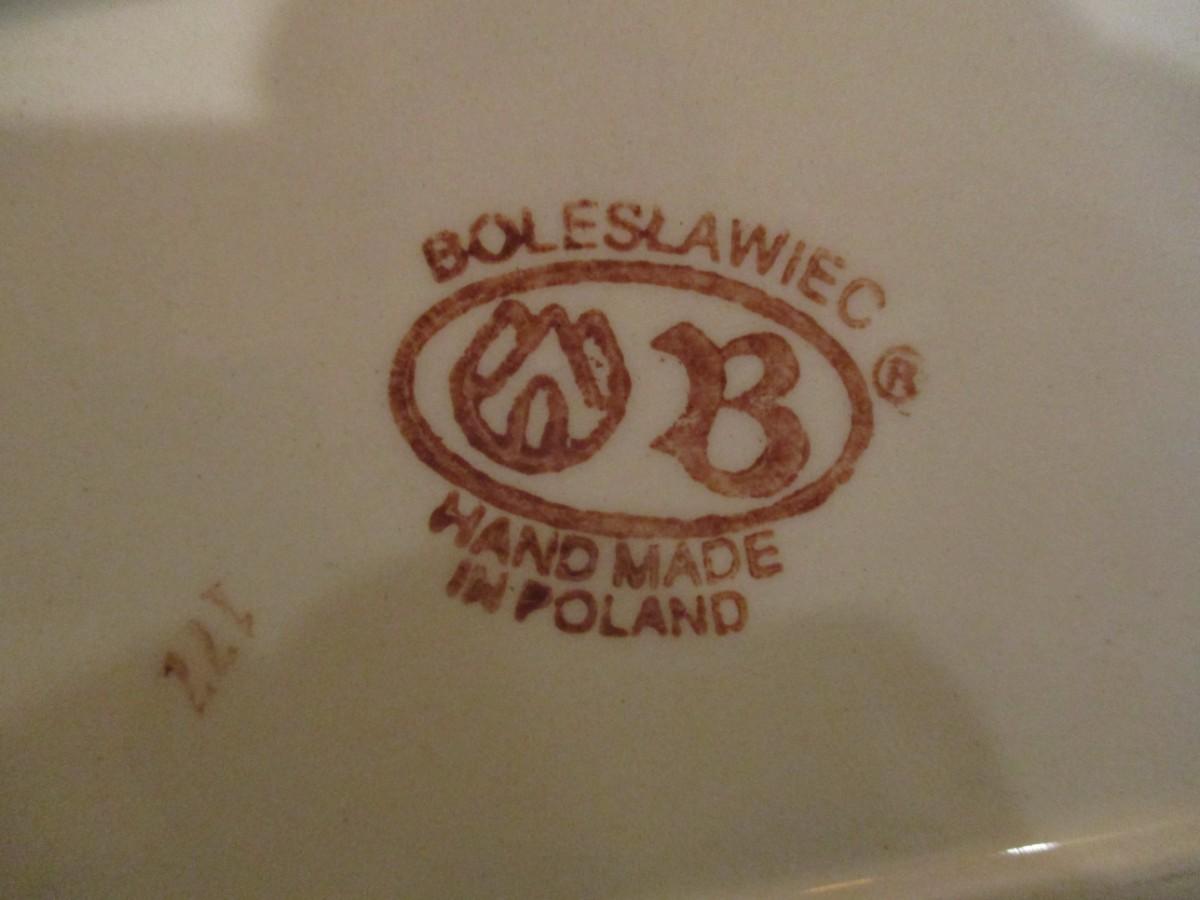 BOLESŁAWIEC ®
B
HAND MADE
IN POLAND